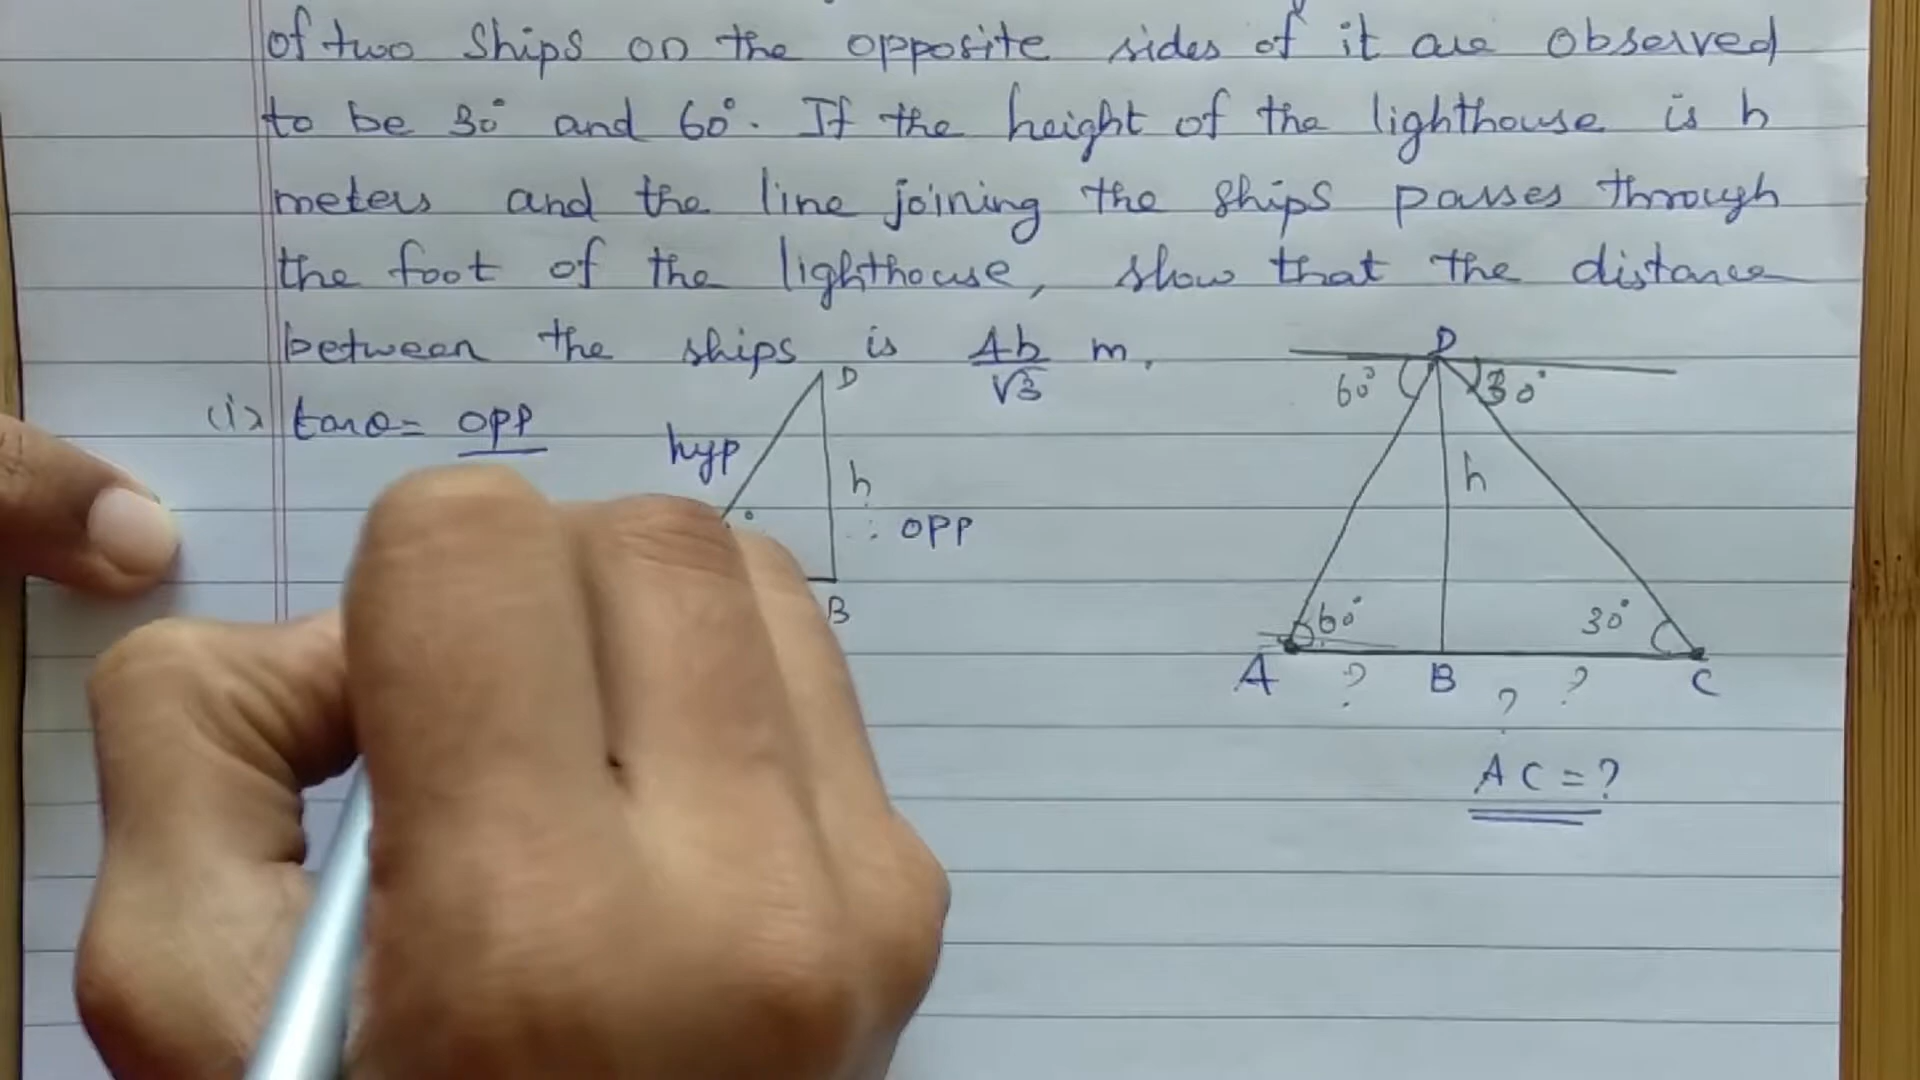 of two ships on the opposite sides of it are observed
to be 30° and 60°. If the height of the lighthouse is h
meters and the line joining the ships passes through
the foot of the lighthouse, show that the distance
between the ships is 4h/√3 m.
(i) tanθ = opp
hyp
D
h
: opp
B
D
60° 30°
h
60° 30°
A ? B ? ? C
AC = ?